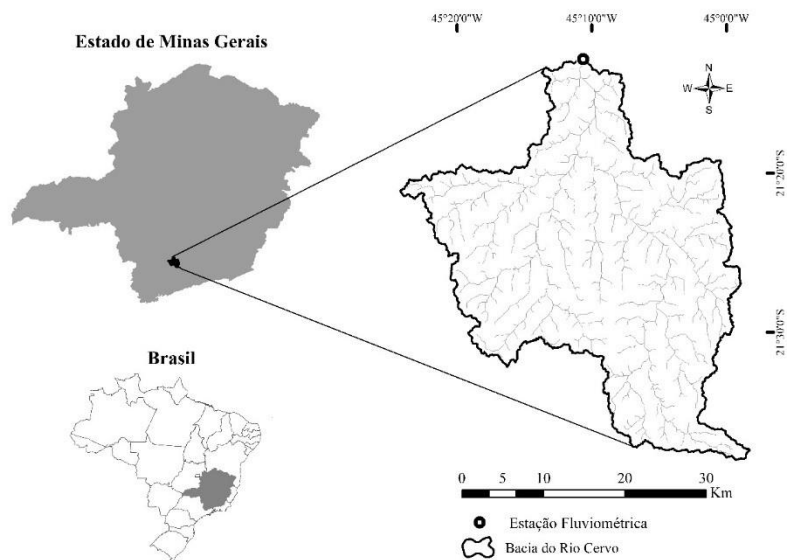 Estado de Minas Gerais
45°20'0"W 45°10'0"W 45°0'0"W
N
W E
S
21°20'0"S
21°30'0"S
Brasil
0 5 10 20 30
Km
Estação Fluviométrica
Bacia do Rio Cervo